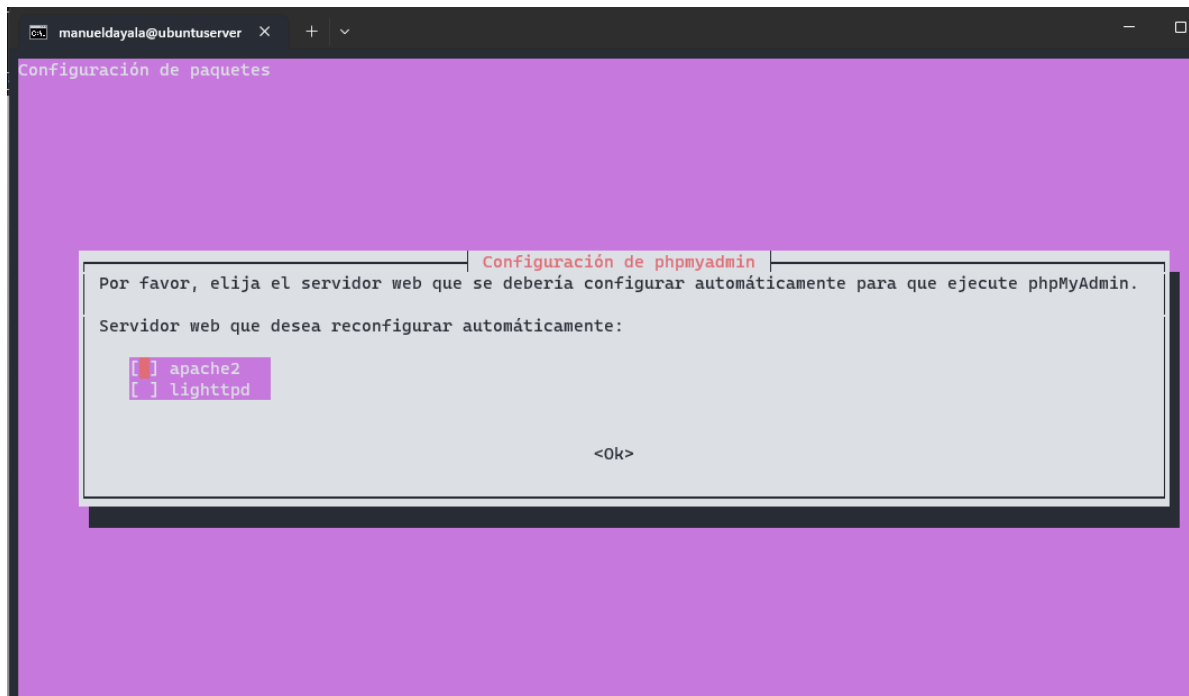 manueldayala@ubuntuserver
Configuración de paquetes
Configuración de phpmyadmin
Por favor, elija el servidor web que se debería configurar automáticamente para que ejecute phpMyAdmin.
Servidor web que desea reconfigurar automáticamente:
[ ] apache2
[ ] lighttpd
<Ok>